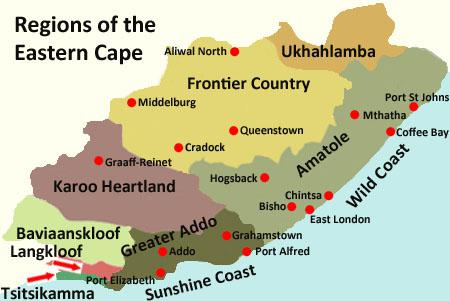 Regions of the
Eastern Cape
Aliwal North
Ukhahlamba
Frontier Country
Middelburg
Port St Johns
Mthatha
Queenstown
Coffee Bay
Cradock
Amatole
Graaff-Reinet
Karoo Heartland
Hogsback
Wild Coast
Chintsa
Bisho
East London
Baviaanskloof
Greater Addo
Grahamstown
Langkloof
Addo
Port Alfred
Port Elizabeth
Sunshine Coast
Tsitsikamma